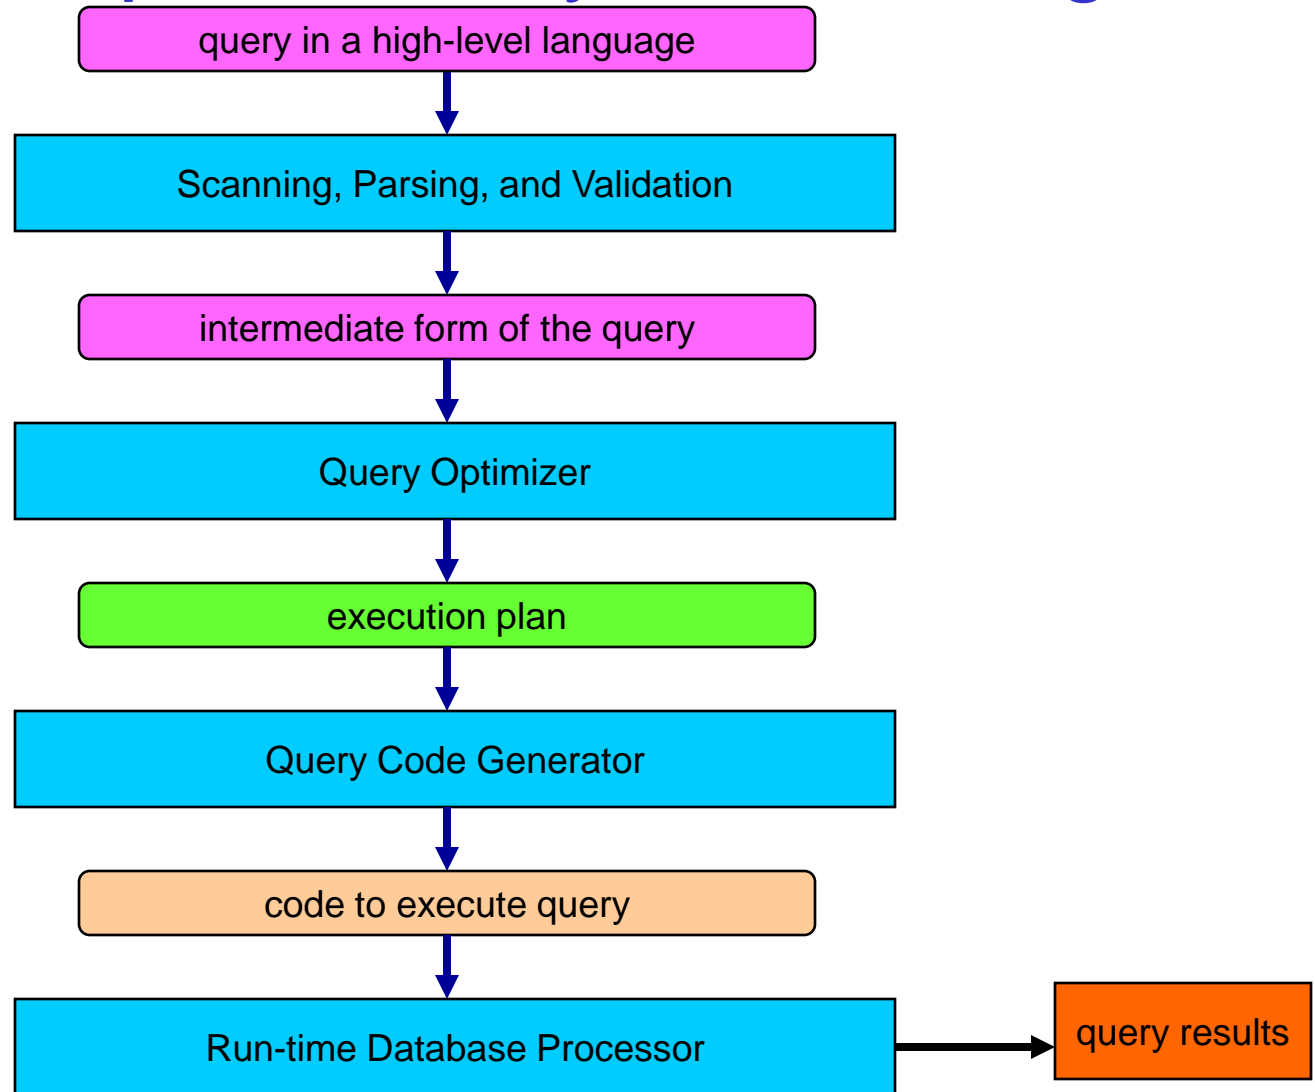 query in a high-level language
Scanning, Parsing, and Validation
intermediate form of the query
Query Optimizer
execution plan
Query Code Generator
code to execute query
Run-time Database Processor
query results